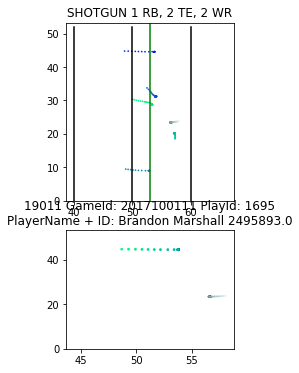 SHOTGUN 1 RB, 2 TE, 2 WR
50
40
30
20
10
0
40 50 60
19011 GameId: 2017100111 PlayId: 1695
PlayerName + ID: Brandon Marshall 2495893.0
40
20
0
45 50 55